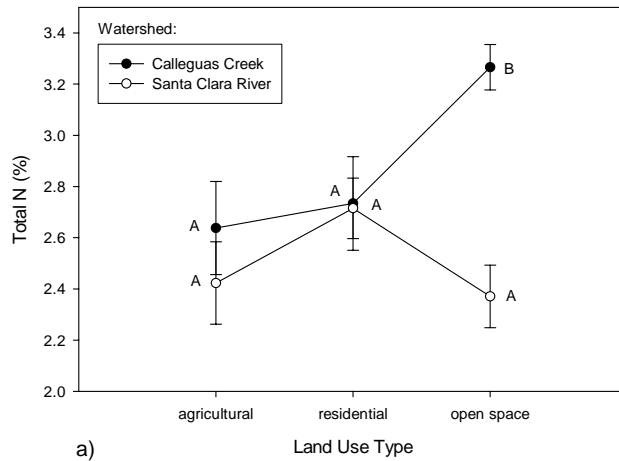 Watershed:
Calleguas Creek
Santa Clara River
Total N (%)
3.4
3.2
3.0
2.8
2.6
2.4
2.2
2.0
B
A
A
A
A
A
agricultural
residential
open space
a)
Land Use Type